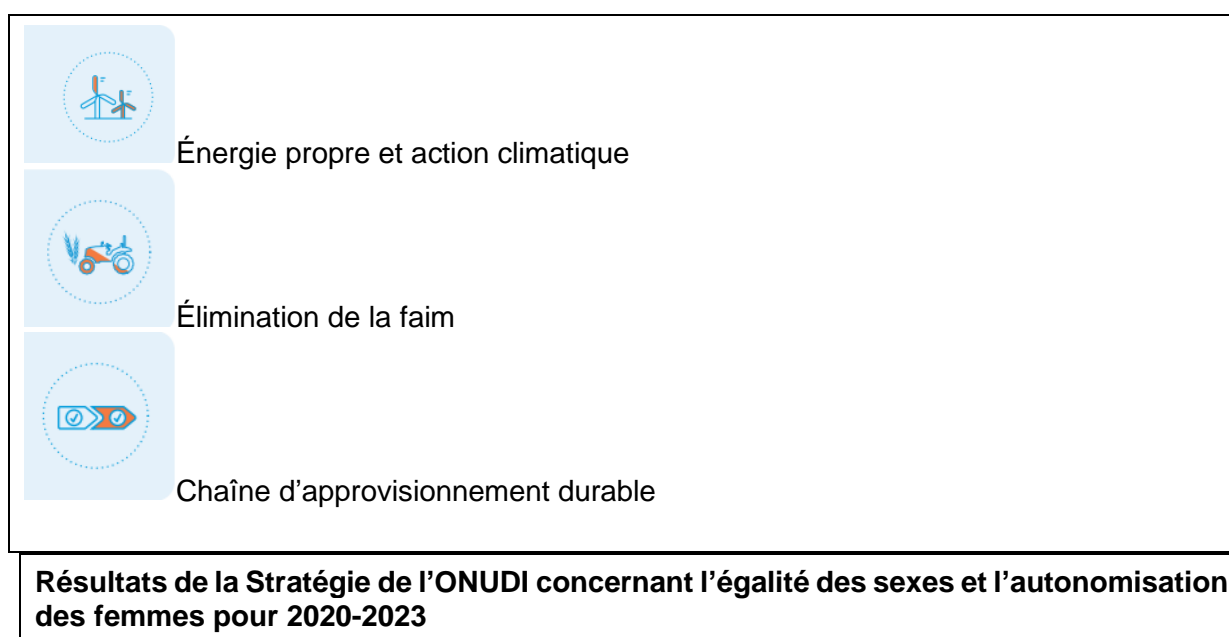 Énergie propre et action climatique
Élimination de la faim
Chaîne d’approvisionnement durable
Résultats de la Stratégie de l’ONUDI concernant l’égalité des sexes et l’autonomisation
des femmes pour 2020-2023